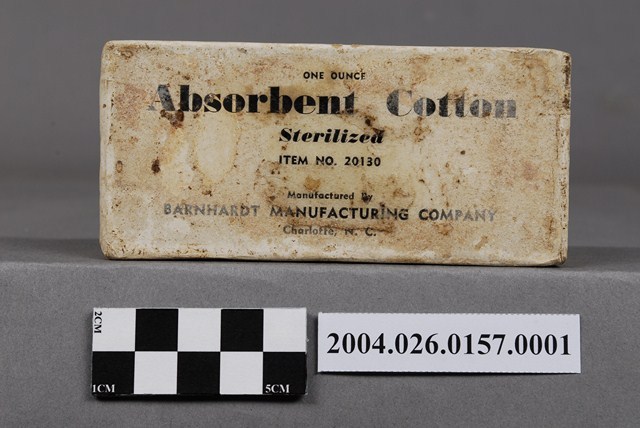 ONE OUNCE
Absorbent Cotton
Sterilized
ITEM NO. 20130
Manufactured By
BARNHARDT MANUFACTURING COMPANY
Charlotte, N. C.
2CM
1CM 5CM
2004.026.0157.0001